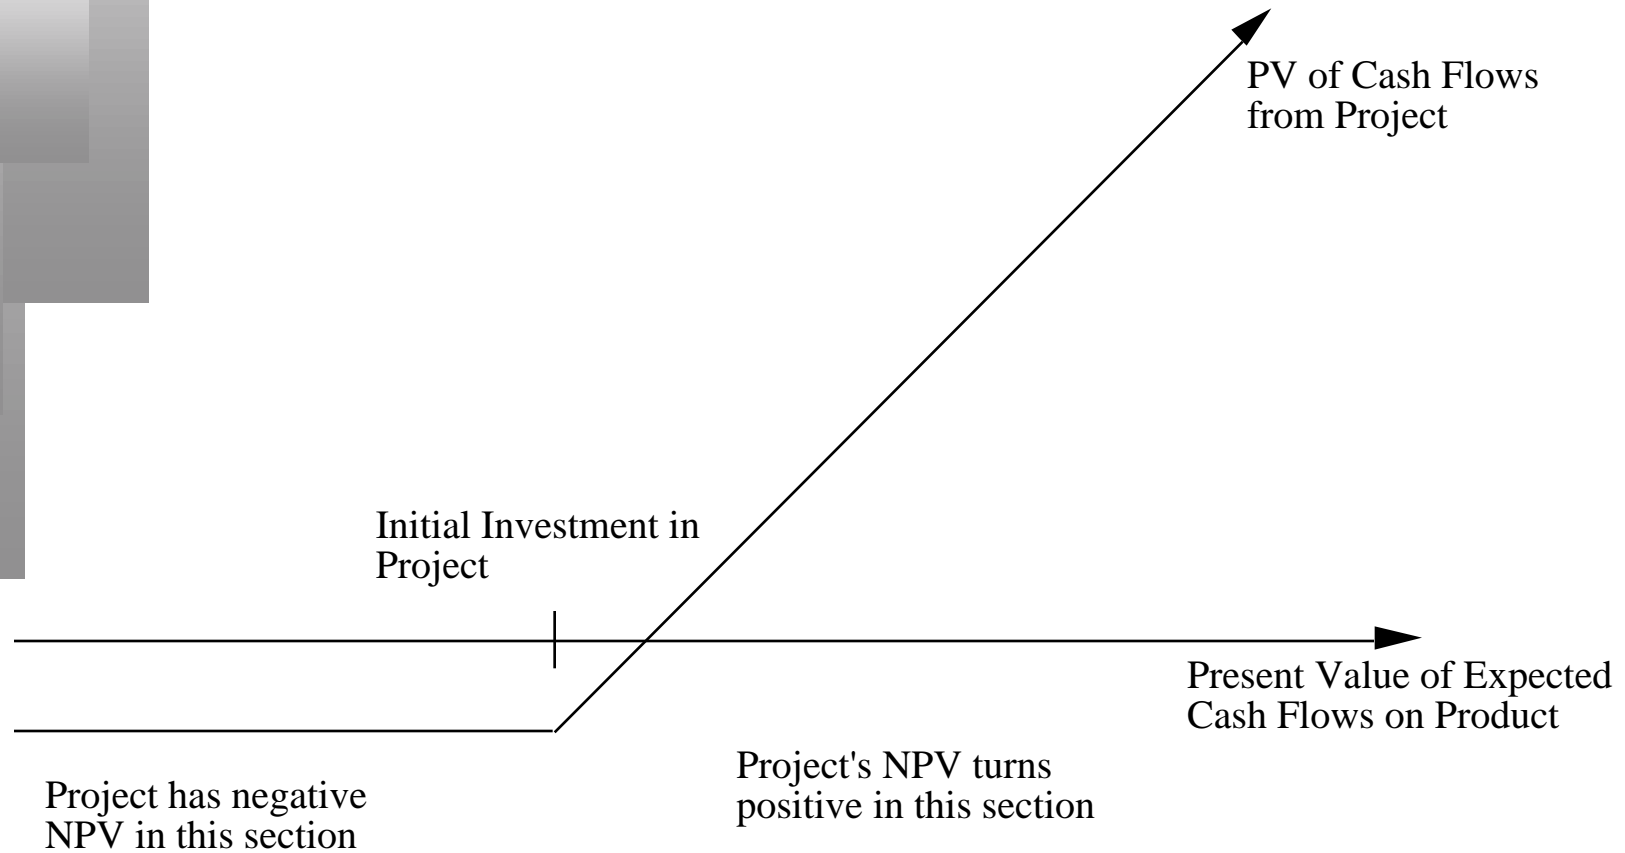 PV of Cash Flows
from Project
Initial Investment in
Project
Present Value of Expected
Cash Flows on Product
Project's NPV turns
positive in this section
Project has negative
NPV in this section